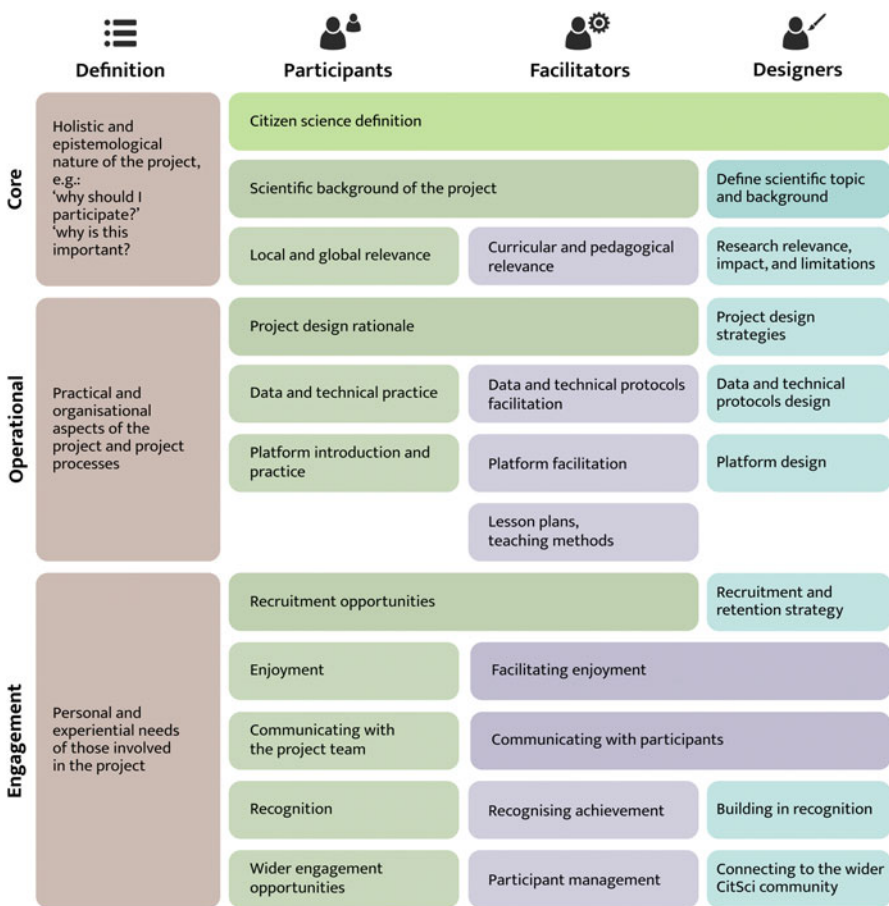 Definition
Participants
Facilitators
Designers
Core
Holistic and
epistemological
nature of the project,
e.g.:
‘why should I
participate?’
‘why is this
important?
Citizen science definition
Scientific background of the project
Define scientific topic
and background
Local and global relevance
Curricular and pedagogical
relevance
Research relevance,
impact, and limitations
Operational
Practical and
organisational
aspects of the
project and project
processes
Project design rationale
Project design
strategies
Data and technical practice
Data and technical protocols
facilitation
Data and technical
protocols design
Platform introduction and
practice
Platform facilitation
Platform design
Lesson plans,
teaching methods
Engagement
Personal and
experiential needs
of those involved
in the project
Recruitment opportunities
Recruitment and
retention strategy
Enjoyment
Facilitating enjoyment
Communicating with
the project team
Communicating with participants
Recognition
Recognising achievement
Building in recognition
Wider engagement
opportunities
Participant management
Connecting to the wider
CitSci community